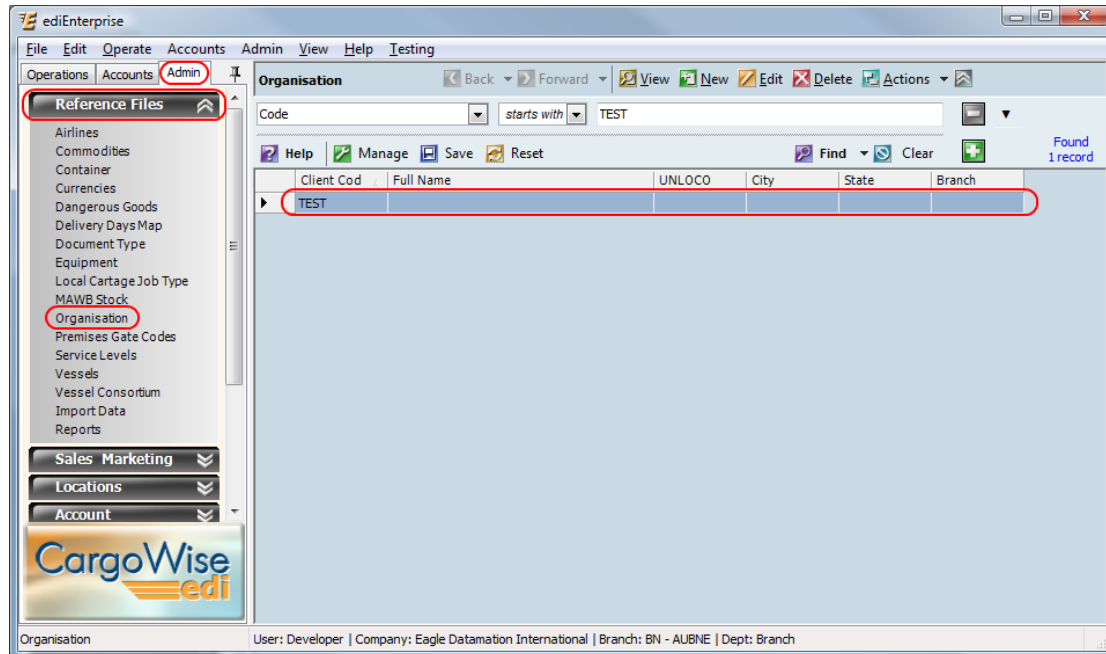 ediEnterprise
File Edit Operate Accounts Admin View Help Testing
Operations Accounts Admin
Organisation Back Forward View New Edit Delete Actions
Reference Files
Code starts with TEST
Airlines
Commodities
Container
Currencies
Dangerous Goods
Delivery Days Map
Document Type
Equipment
Local Cartage Job Type
MAWB Stock
Organisation
Premises Gate Codes
Service Levels
Vessels
Vessel Consortium
Import Data
Reports
Sales Marketing
Locations
Account
CargoWise
edi
Help Manage Save Reset Find Clear
Found
1 record
Client Cod Full Name UNLOCO City State Branch
TEST
Organisation User: Developer | Company: Eagle Datamation International | Branch: BN - AUBNE | Dept: Branch